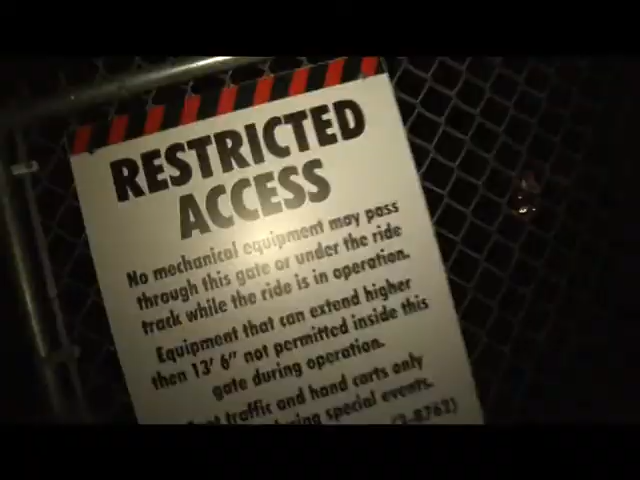 RESTRICTED
ACCESS
No mechanical equipment may pass
through this gate or under the ride
track while the ride is in operation.
Equipment that can extend higher
then 13' 6" not permitted inside this
gate during operation.
traffic and hand carts only
during special events.
(3-8762)